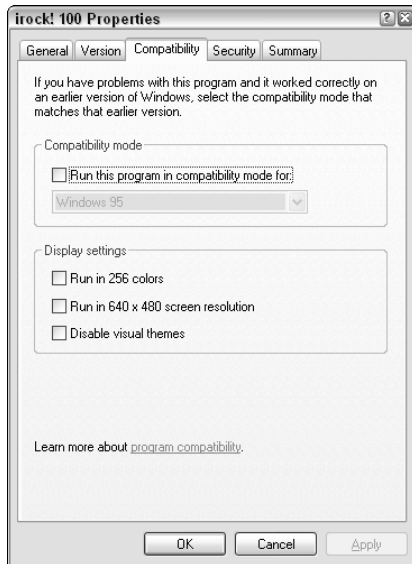 irock! 100 Properties
General Version Compatibility Security Summary
If you have problems with this program and it worked correctly on
an earlier version of Windows, select the compatibility mode that
matches that earlier version.
Compatibility mode
Run this program in compatibility mode for:
Windows 95
Display settings
Run in 256 colors
Run in 640 x 480 screen resolution
Disable visual themes
Learn more about program compatibility.
OK Cancel Apply